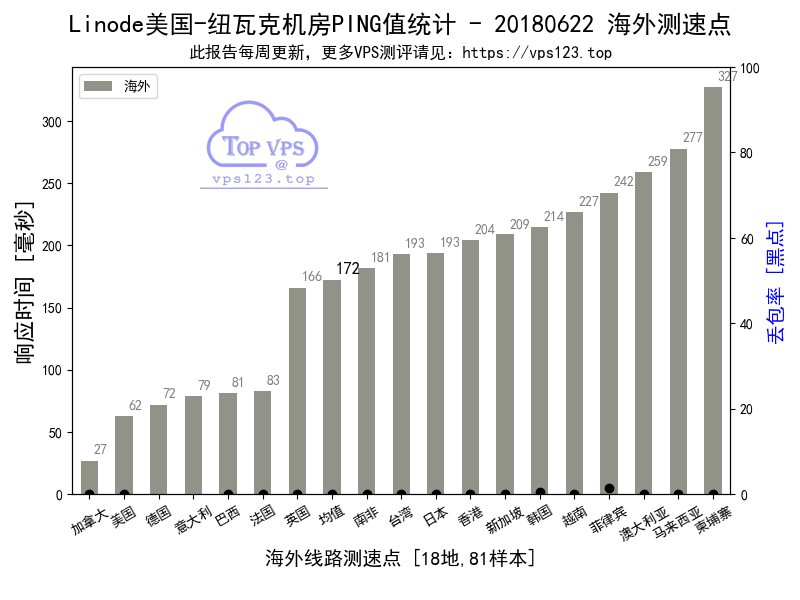 Linode美国-纽瓦克机房PING值统计 - 20180622 海外测速点
此报告每周更新，更多VPS测评请见：https://vps123.top
海外
TOP VPS
@
vps123.top
响应时间 [毫秒]
0
50
100
150
200
250
300
27
62
72
79
81
83
166
172
181
193
193
204
209
214
227
242
259
277
327
0
20
40
60
80
100
丢包率 [黑点]
加拿大
美国
德国
意大利
巴西
法国
英国
均值
南非
台湾
日本
香港
新加坡
韩国
越南
菲律宾
澳大利亚
马来西亚
柬埔寨
海外线路测速点 [18地,81样本]